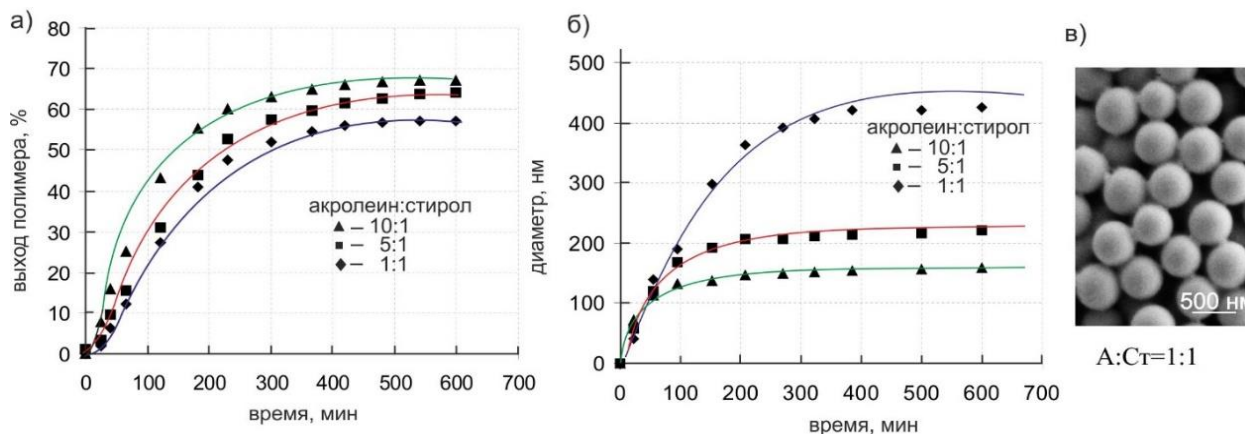 а)
выход полимера, %
80
70
60
50
40
30
20
10
0
0 100 200 300 400 500 600 700
время, мин
акролеин:стирол
▲ – 10:1
■ – 5:1
◆ – 1:1
б)
диаметр, нм
500
400
300
200
100
0
0 100 200 300 400 500 600 700
время, мин
акролеин:стирол
▲ – 10:1
■ – 5:1
◆ – 1:1
в)
500 нм
А:Ст=1:1